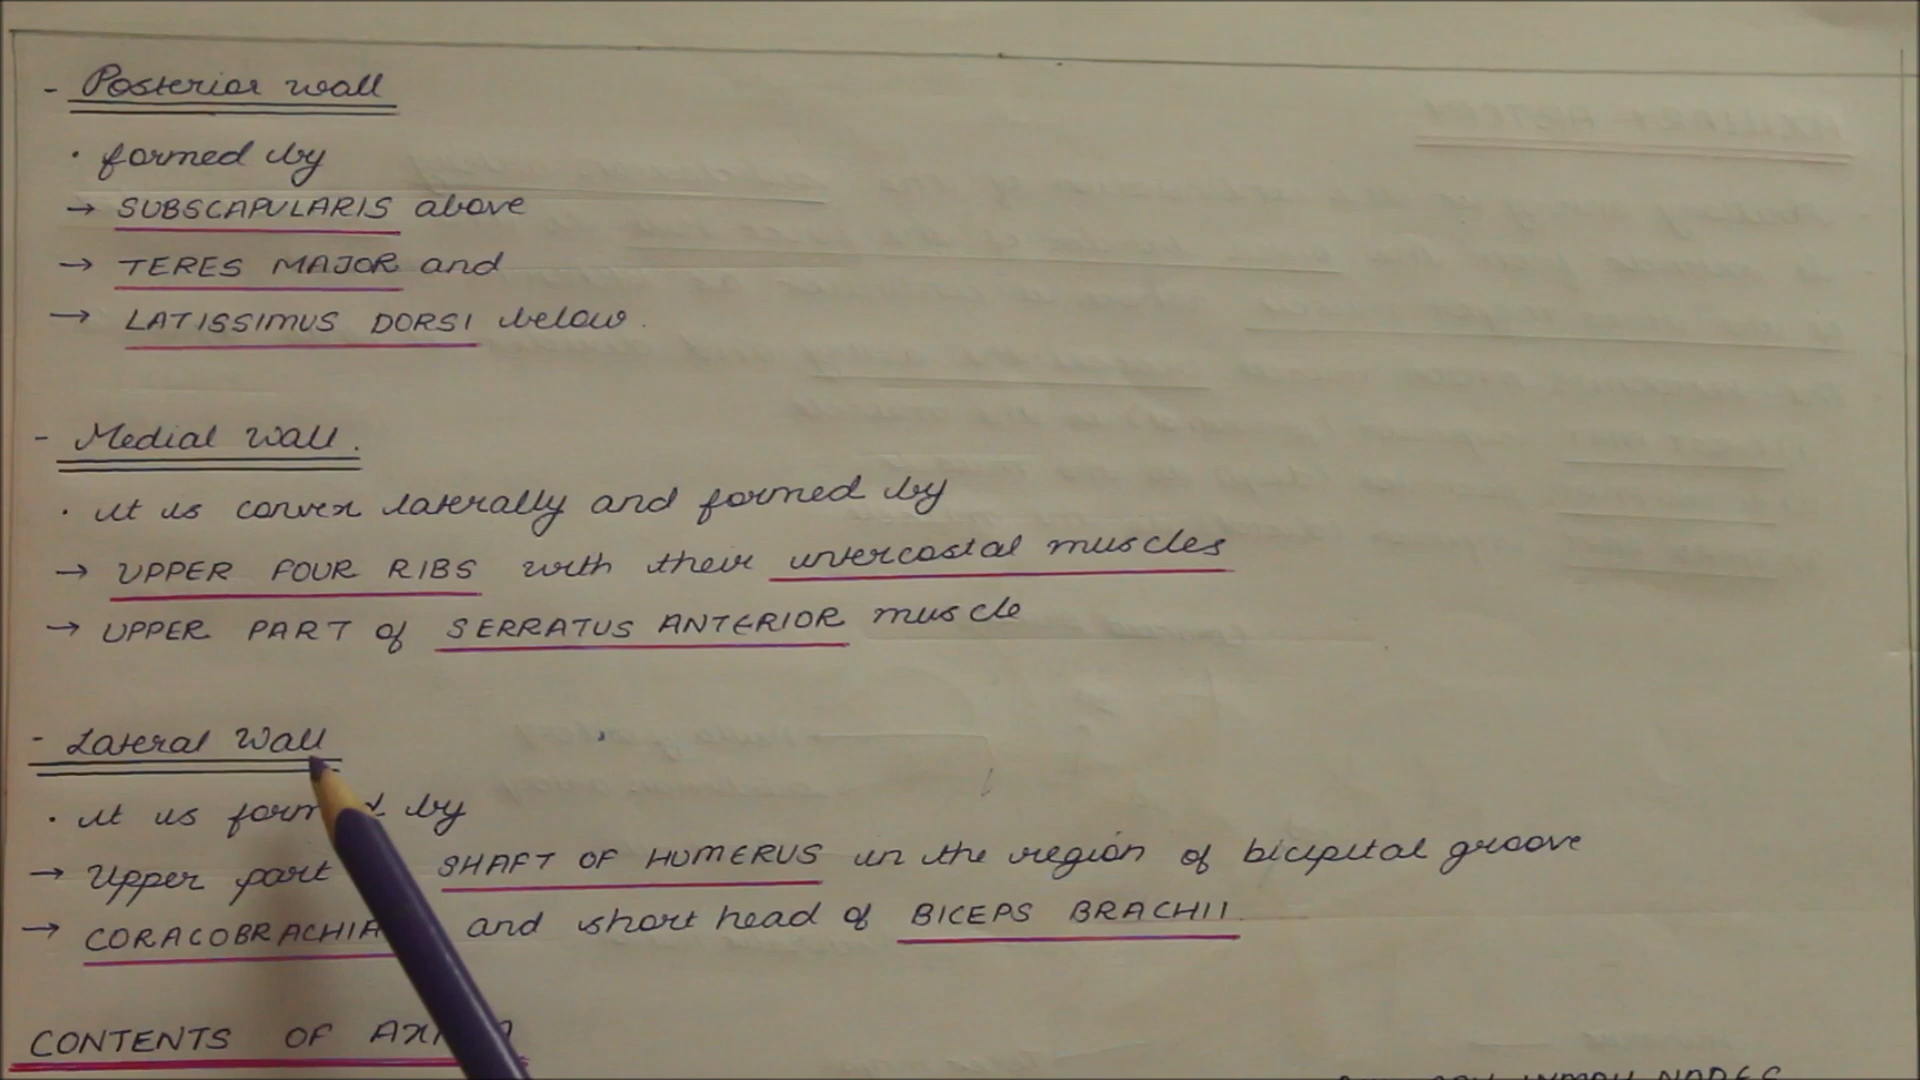 - Posterior wall
· formed by
→ SUBSCAPULARIS above
→ TERES MAJOR and
→ LATISSIMUS DORSI below.
- Medial wall.
· It is convex laterally and formed by
→ UPPER FOUR RIBS with their intercostal muscles
→ UPPER PART of SERRATUS ANTERIOR muscle
- Lateral wall
· It is formed by
→ Upper part SHAFT OF HUMERUS in the region of bicipital groove
→ CORACOBRACHIA and short head of BICEPS BRACHII.
CONTENTS OF
LYMPH NODES